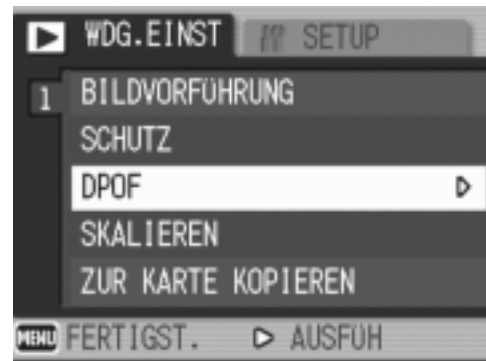 WDG.EINST SETUP
1 BILDVORFÜHRUNG
SCHUTZ
DPOF
SKALIEREN
ZUR KARTE KOPIEREN
MENU FERTIGST. AUSFÜH